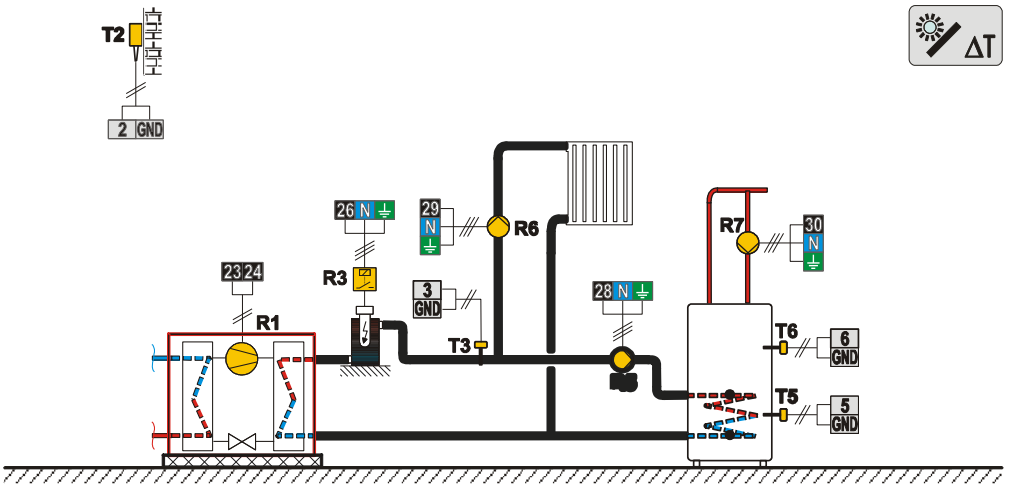 T2
ΔT
2 GND
26 N
29
N
R6
R7
30
N
R3
23 24
3
GND
28 N
R1
T3
T6
6
GND
T5
5
GND